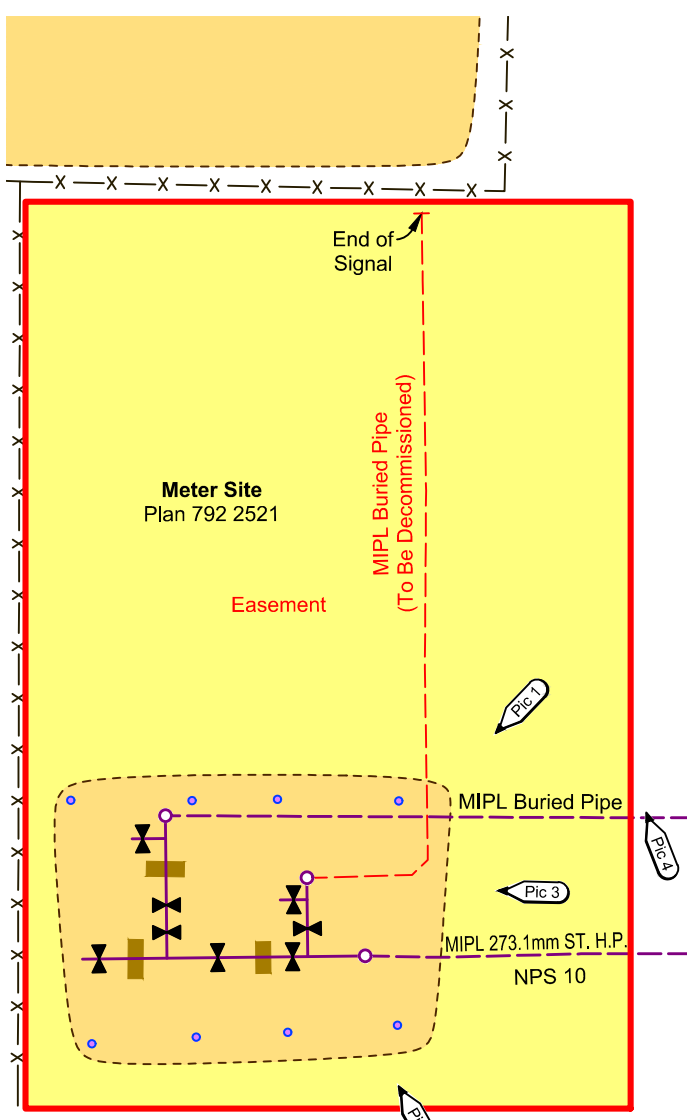 End of
Signal
MIPL Buried Pipe
(To Be Decommissioned)
Meter Site
Plan 792 2521
Easement
Pic 1
MIPL Buried Pipe
Pic 4
Pic 3
MIPL 273.1mm ST. H.P.
NPS 10